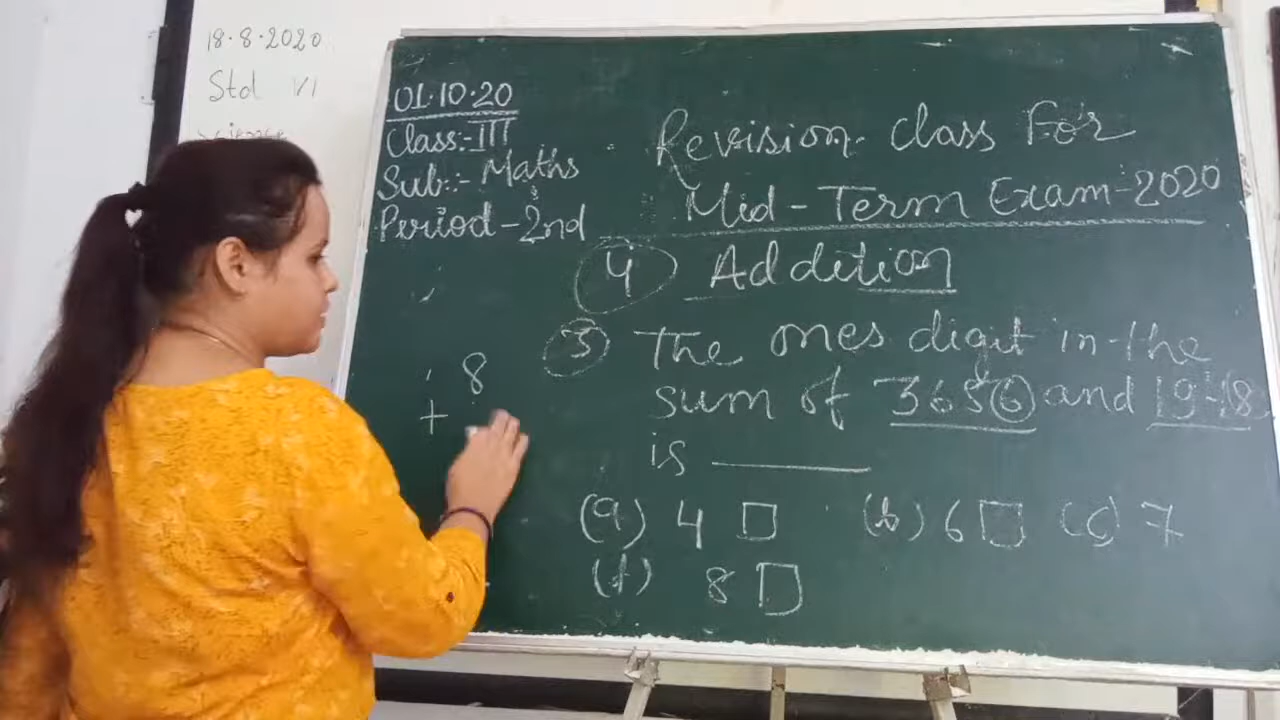 18.8.2020
Std VI
Science
01.10.20
Class:-III
Sub:- Maths
Period-2nd
Revision Class For
Mid-Term Exam-2020
4 Addition
3 The ones digit in the
sum of 3656 and 1918
is
8
+
(a) 4 (b) 6 (c) 7
(d) 8